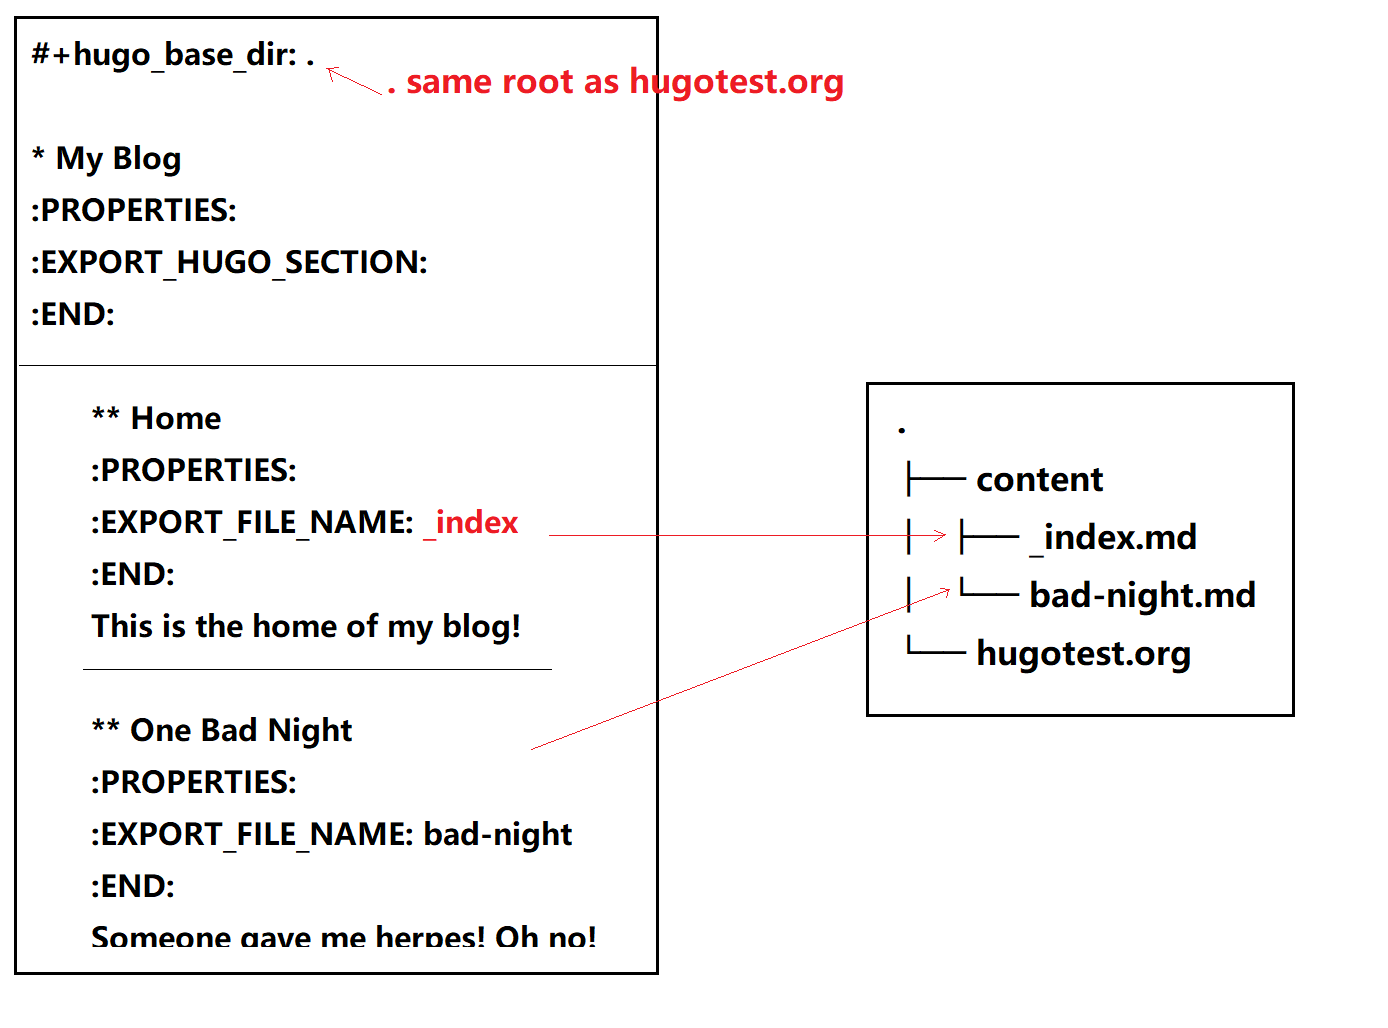 #+hugo_base_dir: .
. same root as hugotest.org
* My Blog
:PROPERTIES:
:EXPORT_HUGO_SECTION:
:END:
** Home
:PROPERTIES:
:EXPORT_FILE_NAME: _index
:END:
This is the home of my blog!
** One Bad Night
:PROPERTIES:
:EXPORT_FILE_NAME: bad-night
:END:
Someone gave me herpes! Oh no!
.
├── content
│ ├── _index.md
│ └── bad-night.md
└── hugotest.org